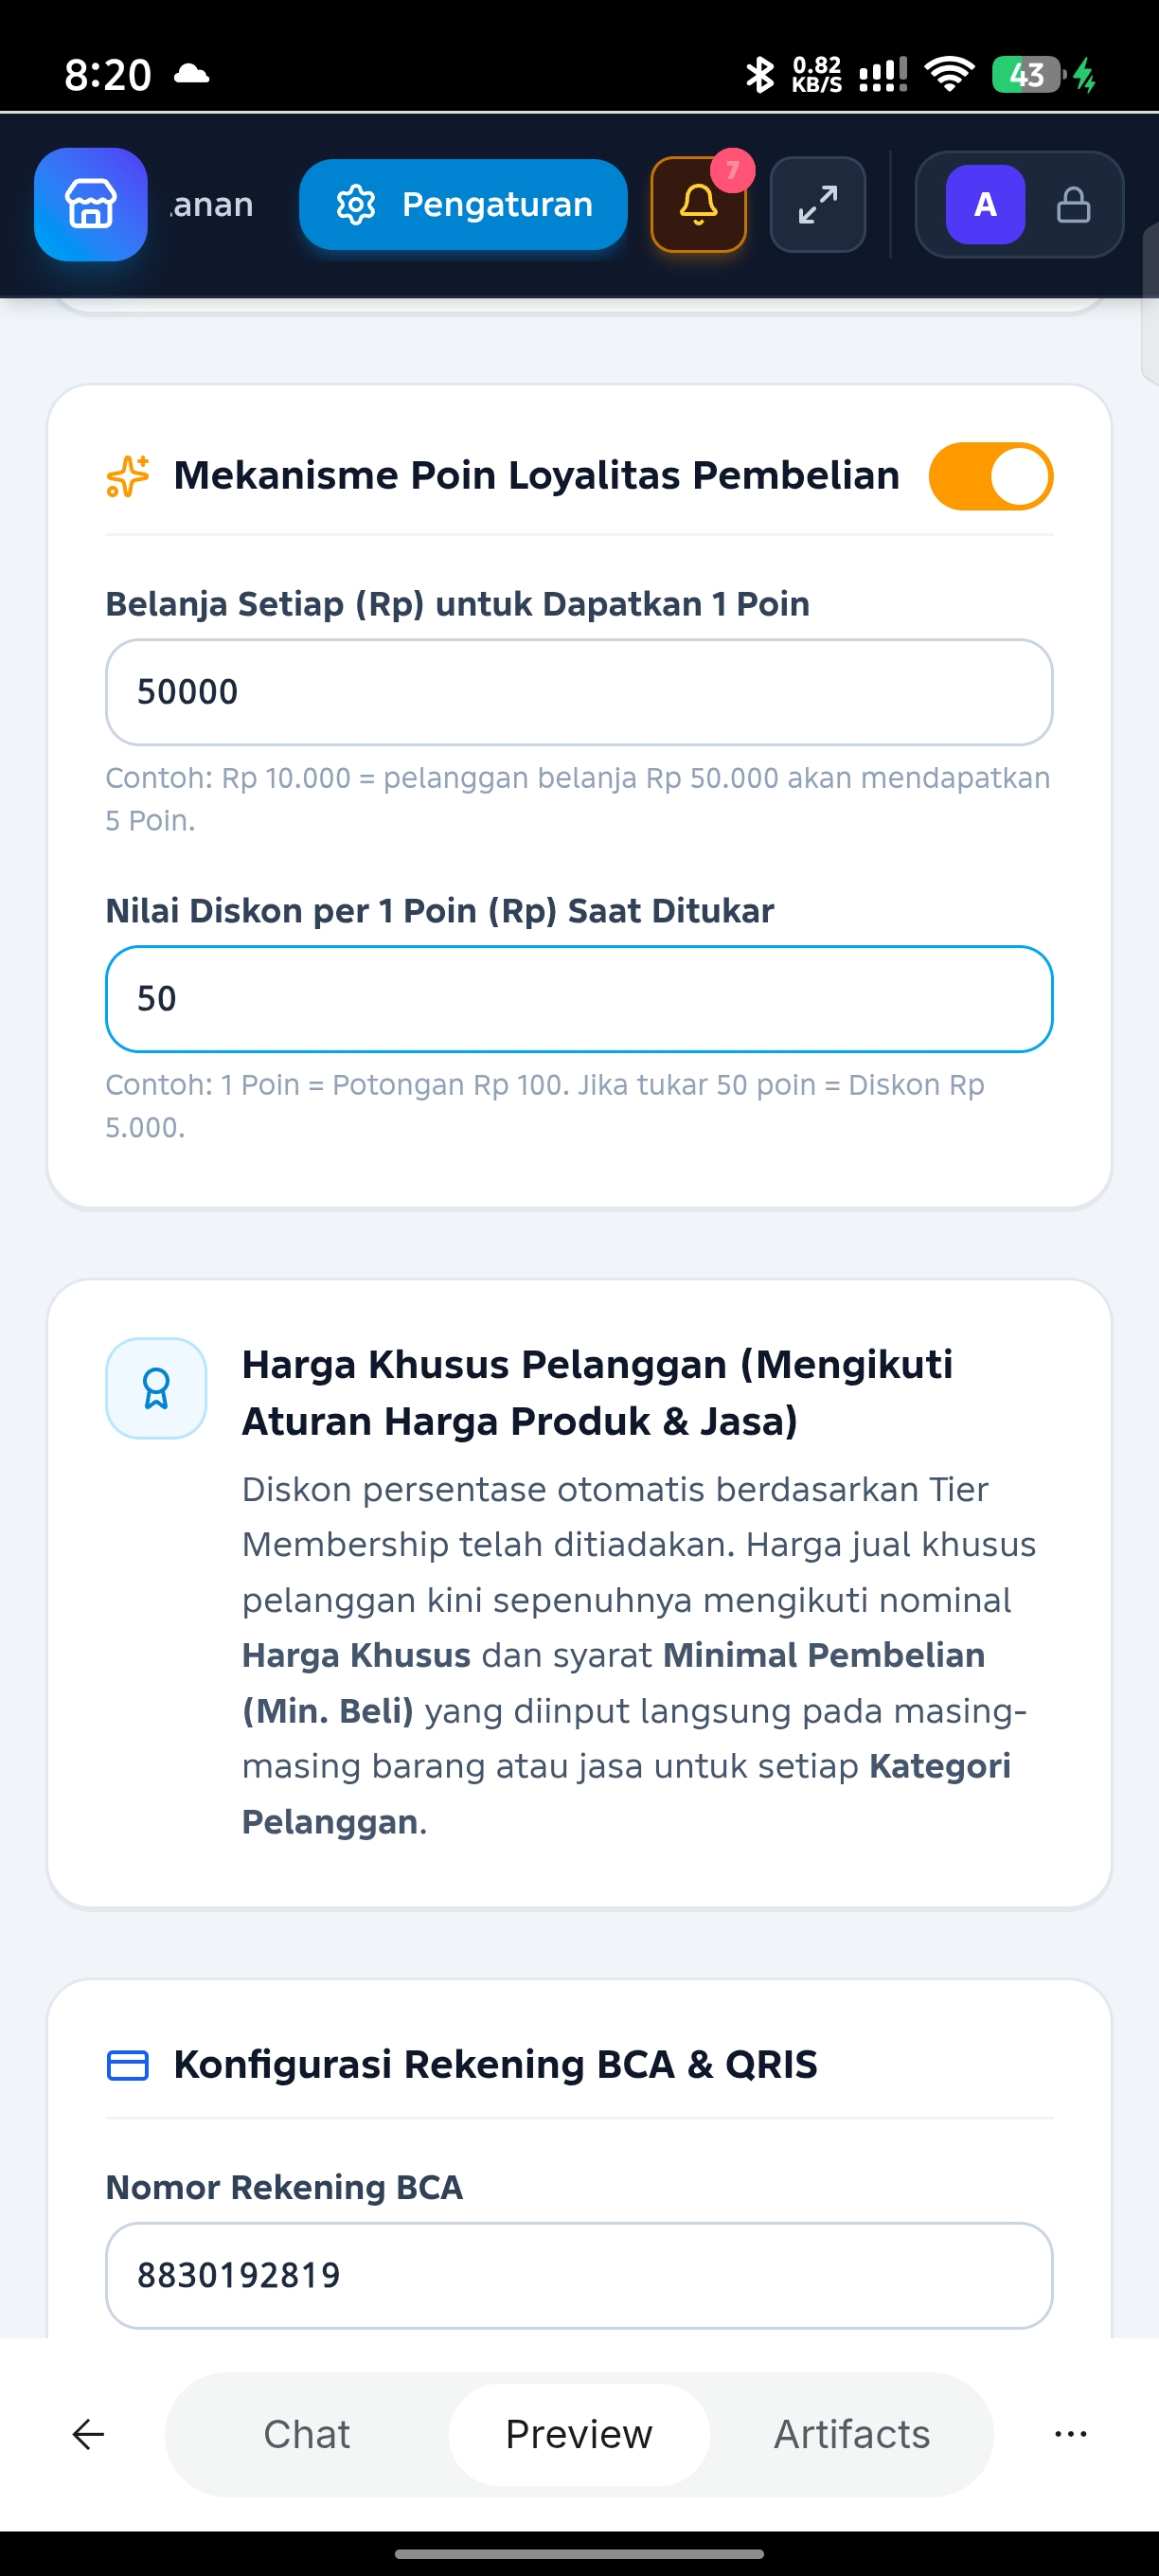 8:20
0.82
KB/S
43
anan
Pengaturan
7
A
Mekanisme Poin Loyalitas Pembelian
Belanja Setiap (Rp) untuk Dapatkan 1 Poin
50000
Contoh: Rp 10.000 = pelanggan belanja Rp 50.000 akan mendapatkan
5 Poin.
Nilai Diskon per 1 Poin (Rp) Saat Ditukar
50
Contoh: 1 Poin = Potongan Rp 100. Jika tukar 50 poin = Diskon Rp
5.000.
Harga Khusus Pelanggan (Mengikuti
Aturan Harga Produk & Jasa)
Diskon persentase otomatis berdasarkan Tier
Membership telah ditiadakan. Harga jual khusus
pelanggan kini sepenuhnya mengikuti nominal
Harga Khusus dan syarat Minimal Pembelian
(Min. Beli) yang diinput langsung pada masing-
masing barang atau jasa untuk setiap Kategori
Pelanggan.
Konfigurasi Rekening BCA & QRIS
Nomor Rekening BCA
8830192819
Chat
Preview
Artifacts